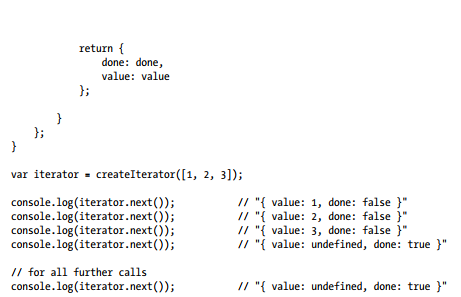 return {
                done: done,
                value: value
            };

        }
    };
}

var iterator = createIterator([1, 2, 3]);

console.log(iterator.next());           // "{ value: 1, done: false }"
console.log(iterator.next());           // "{ value: 2, done: false }"
console.log(iterator.next());           // "{ value: 3, done: false }"
console.log(iterator.next());           // "{ value: undefined, done: true }"

// for all further calls
console.log(iterator.next());           // "{ value: undefined, done: true }"